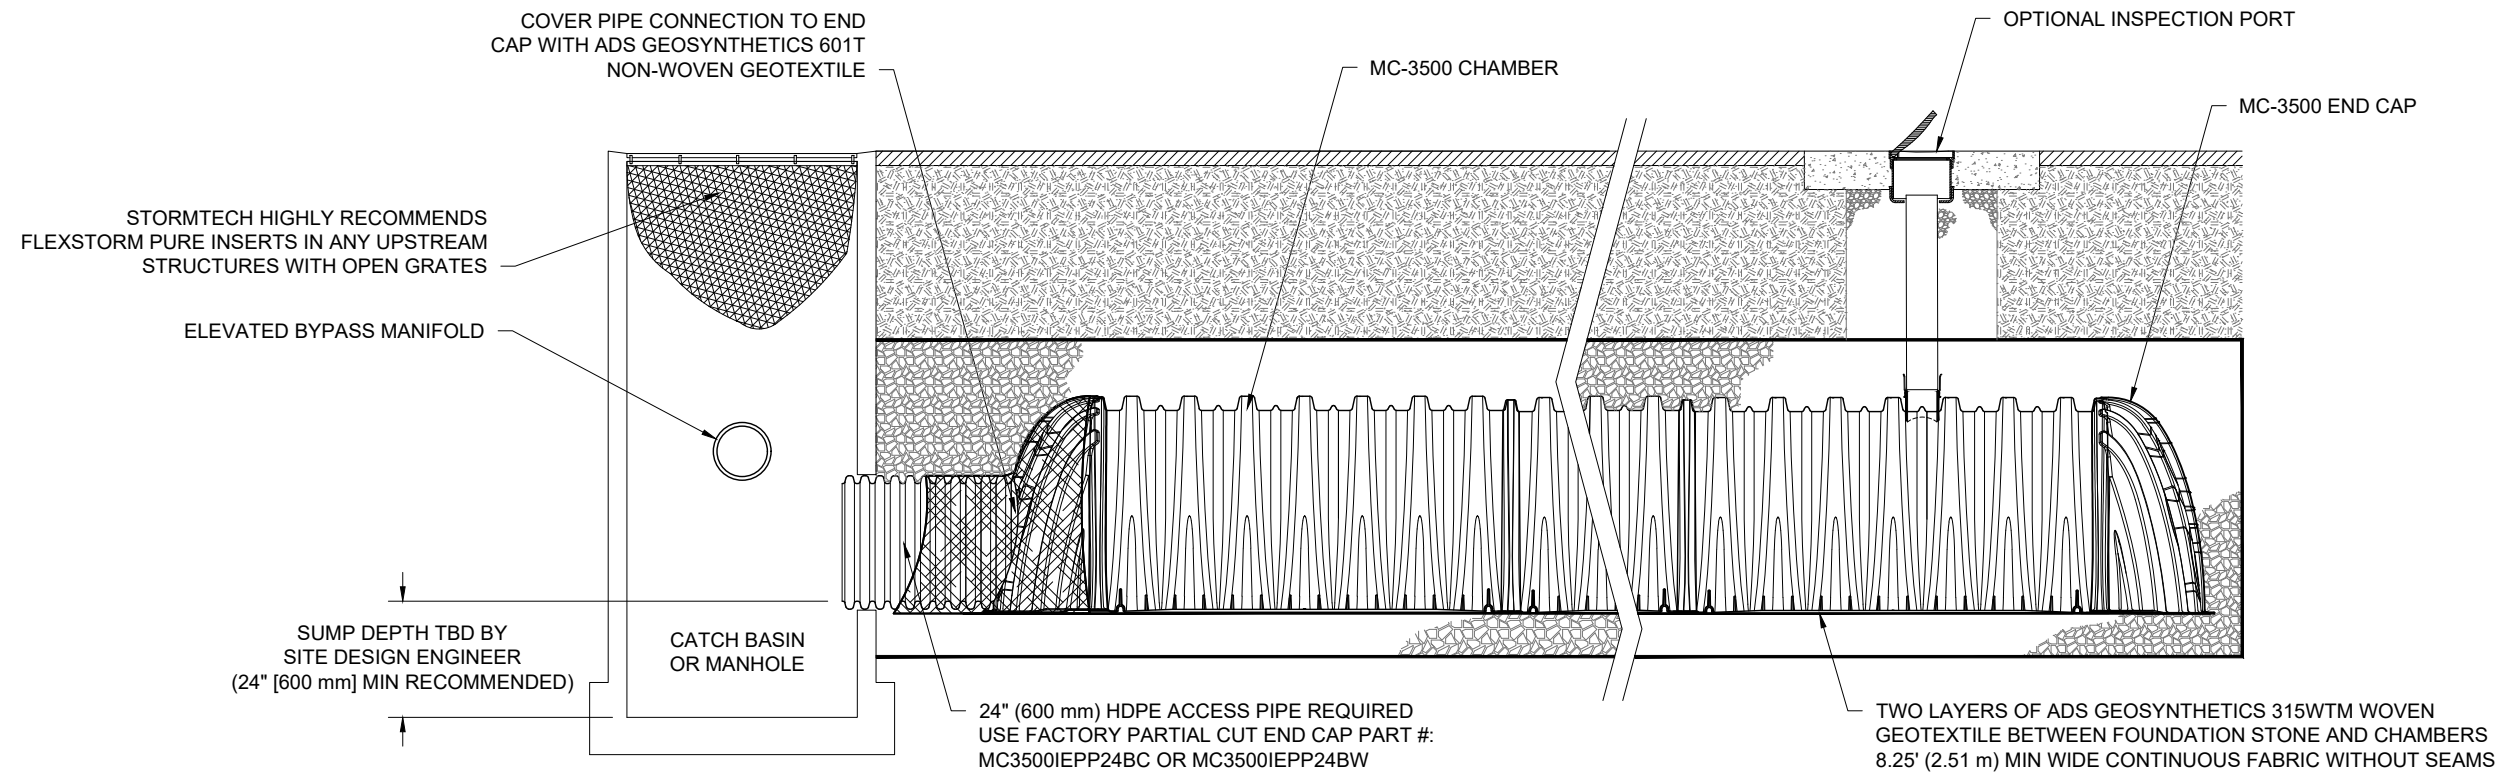 COVER PIPE CONNECTION TO END
CAP WITH ADS GEOSYNTHETICS 601T
NON-WOVEN GEOTEXTILE
OPTIONAL INSPECTION PORT
MC-3500 CHAMBER
MC-3500 END CAP
STORMTECH HIGHLY RECOMMENDS
FLEXSTORM PURE INSERTS IN ANY UPSTREAM
STRUCTURES WITH OPEN GRATES
ELEVATED BYPASS MANIFOLD
SUMP DEPTH TBD BY
SITE DESIGN ENGINEER
(24" [600 mm] MIN RECOMMENDED)
CATCH BASIN
OR MANHOLE
24" (600 mm) HDPE ACCESS PIPE REQUIRED
USE FACTORY PARTIAL CUT END CAP PART #:
MC3500IEPP24BC OR MC3500IEPP24BW
TWO LAYERS OF ADS GEOSYNTHETICS 315WTM WOVEN
GEOTEXTILE BETWEEN FOUNDATION STONE AND CHAMBERS
8.25' (2.51 m) MIN WIDE CONTINUOUS FABRIC WITHOUT SEAMS